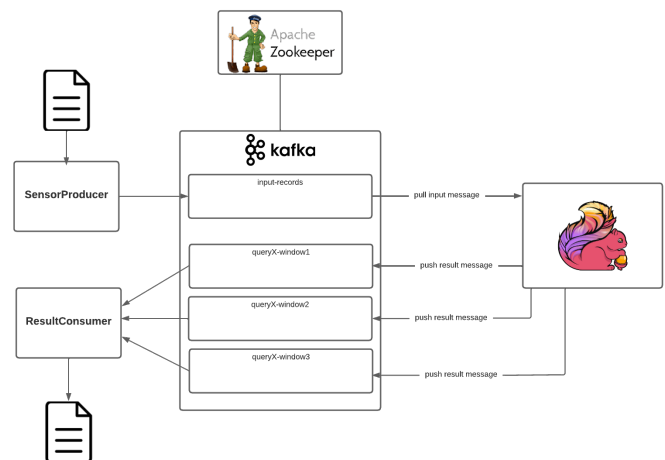 Apache
Zookeeper
kafka
SensorProducer
input-records
pull input message
queryX-window1
push result message
ResultConsumer
queryX-window2
push result message
queryX-window3
push result message